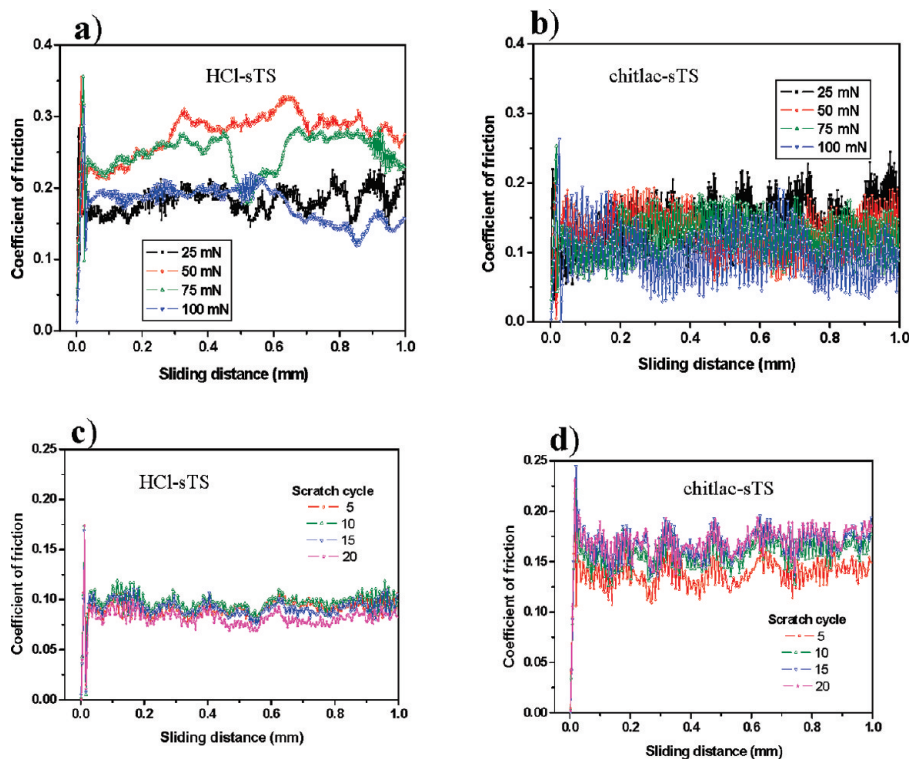 a)
HCl-sTS
Coefficient of friction
0.4
0.3
0.2
0.1
0.0
25 mN
50 mN
75 mN
100 mN
0.0 0.2 0.4 0.6 0.8 1.0
Sliding distance (mm)
b)
chitlac-sTS
Coefficient of friction
0.4
0.3
0.2
0.1
0.0
25 mN
50 mN
75 mN
100 mN
0.0 0.2 0.4 0.6 0.8 1.0
Sliding distance (mm)
c)
HCl-sTS
Coefficient of friction
0.25
0.20
0.15
0.10
0.05
0.00
Scratch cycle
5
10
15
20
0.0 0.2 0.4 0.6 0.8 1.0
Sliding distance (mm)
d)
chitlac-sTS
Coefficient of friction
0.25
0.20
0.15
0.10
0.05
0.00
Scratch cycle
5
10
15
20
0.0 0.2 0.4 0.6 0.8 1.0
Sliding distance (mm)